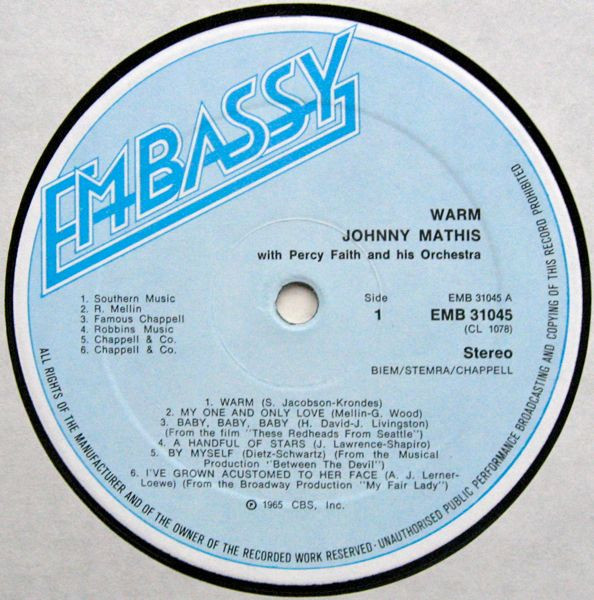 EMBASSY
WARM
JOHNNY MATHIS
with Percy Faith and his Orchestra
1. Southern Music
2. R. Mellin
3. Famous Chappell
4. Robbins Music
5. Chappell & Co.
6. Chappell & Co.
Side
1
EMB 31045 A
EMB 31045
(CL 1078)
Stereo
BIEM/STEMRA/CHAPPELL
1. WARM (S. Jacobson-Krondes)
2. MY ONE AND ONLY LOVE (Mellin-G. Wood)
3. BABY, BABY, BABY (H. David-J. Livingston)
(From the film "These Redheads From Seattle")
4. A HANDFUL OF STARS (J. Lawrence-Shapiro)
5. BY MYSELF (Dietz-Schwartz) (From the Musical
Production "Between The Devil")
6. I'VE GROWN ACCUSTOMED TO HER FACE (A. J. Lerner-
Loewe) (From the Broadway Production "My Fair Lady")
℗ 1965 CBS, Inc.
ALL RIGHTS OF THE MANUFACTURER AND OF THE OWNER OF THE RECORDED WORK RESERVED · UNAUTHORISED PUBLIC PERFORMANCE BROADCASTING AND COPYING OF THIS RECORD PROHIBITED